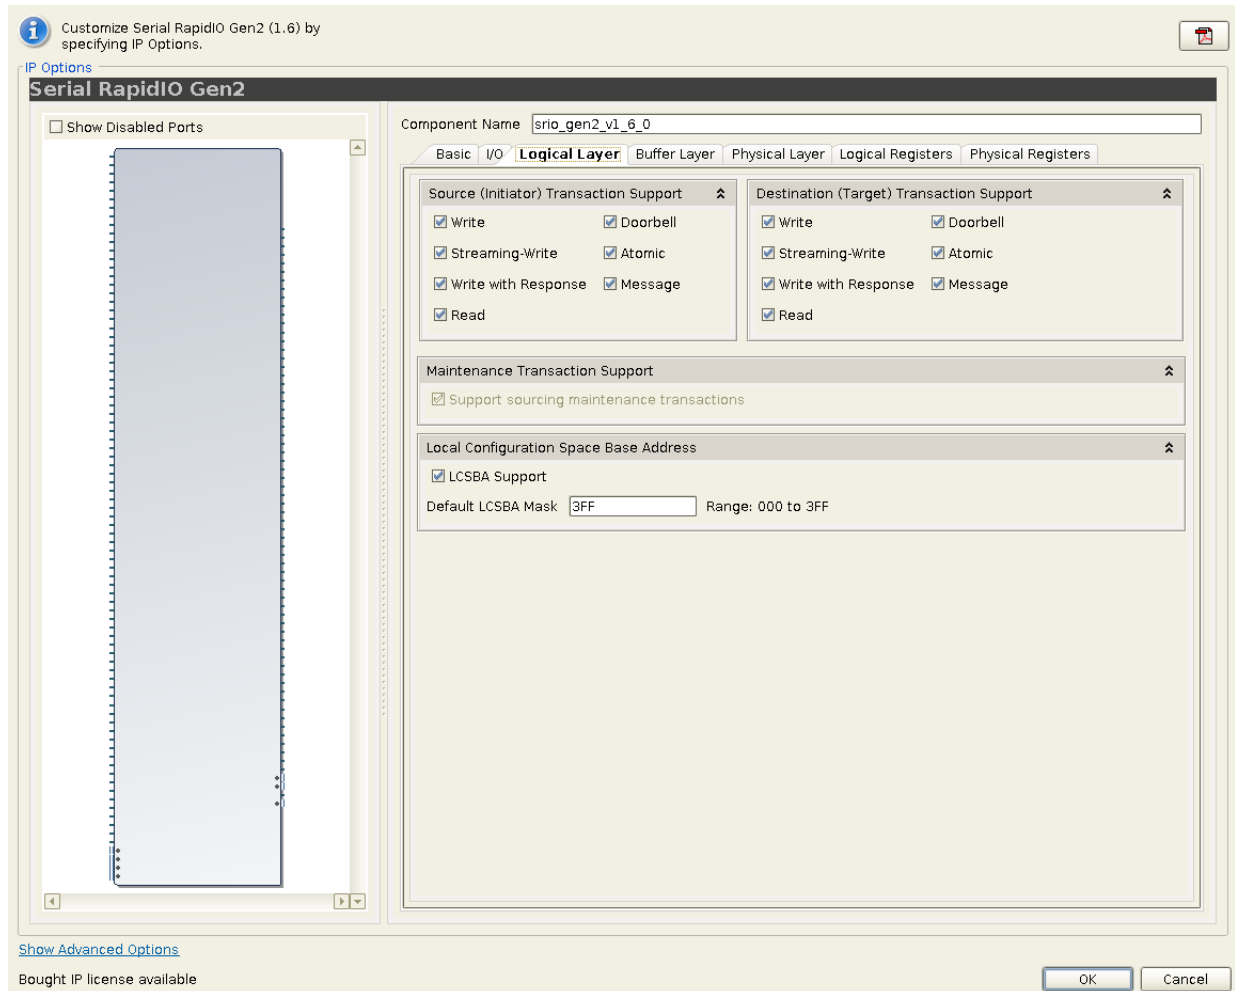 Customize Serial RapidIO Gen2 (1.6) by
specifying IP Options.
IP Options
Serial RapidIO Gen2
Show Disabled Ports
Component Name srio_gen2_v1_6_0
Basic I/O Logical Layer Buffer Layer Physical Layer Logical Registers Physical Registers
Source (Initiator) Transaction Support
Write Doorbell
Streaming-Write Atomic
Write with Response Message
Read
Destination (Target) Transaction Support
Write Doorbell
Streaming-Write Atomic
Write with Response Message
Read
Maintenance Transaction Support
Support sourcing maintenance transactions
Local Configuration Space Base Address
LCSBA Support
Default LCSBA Mask 3FF Range: 000 to 3FF
Show Advanced Options
Bought IP license available
OK Cancel